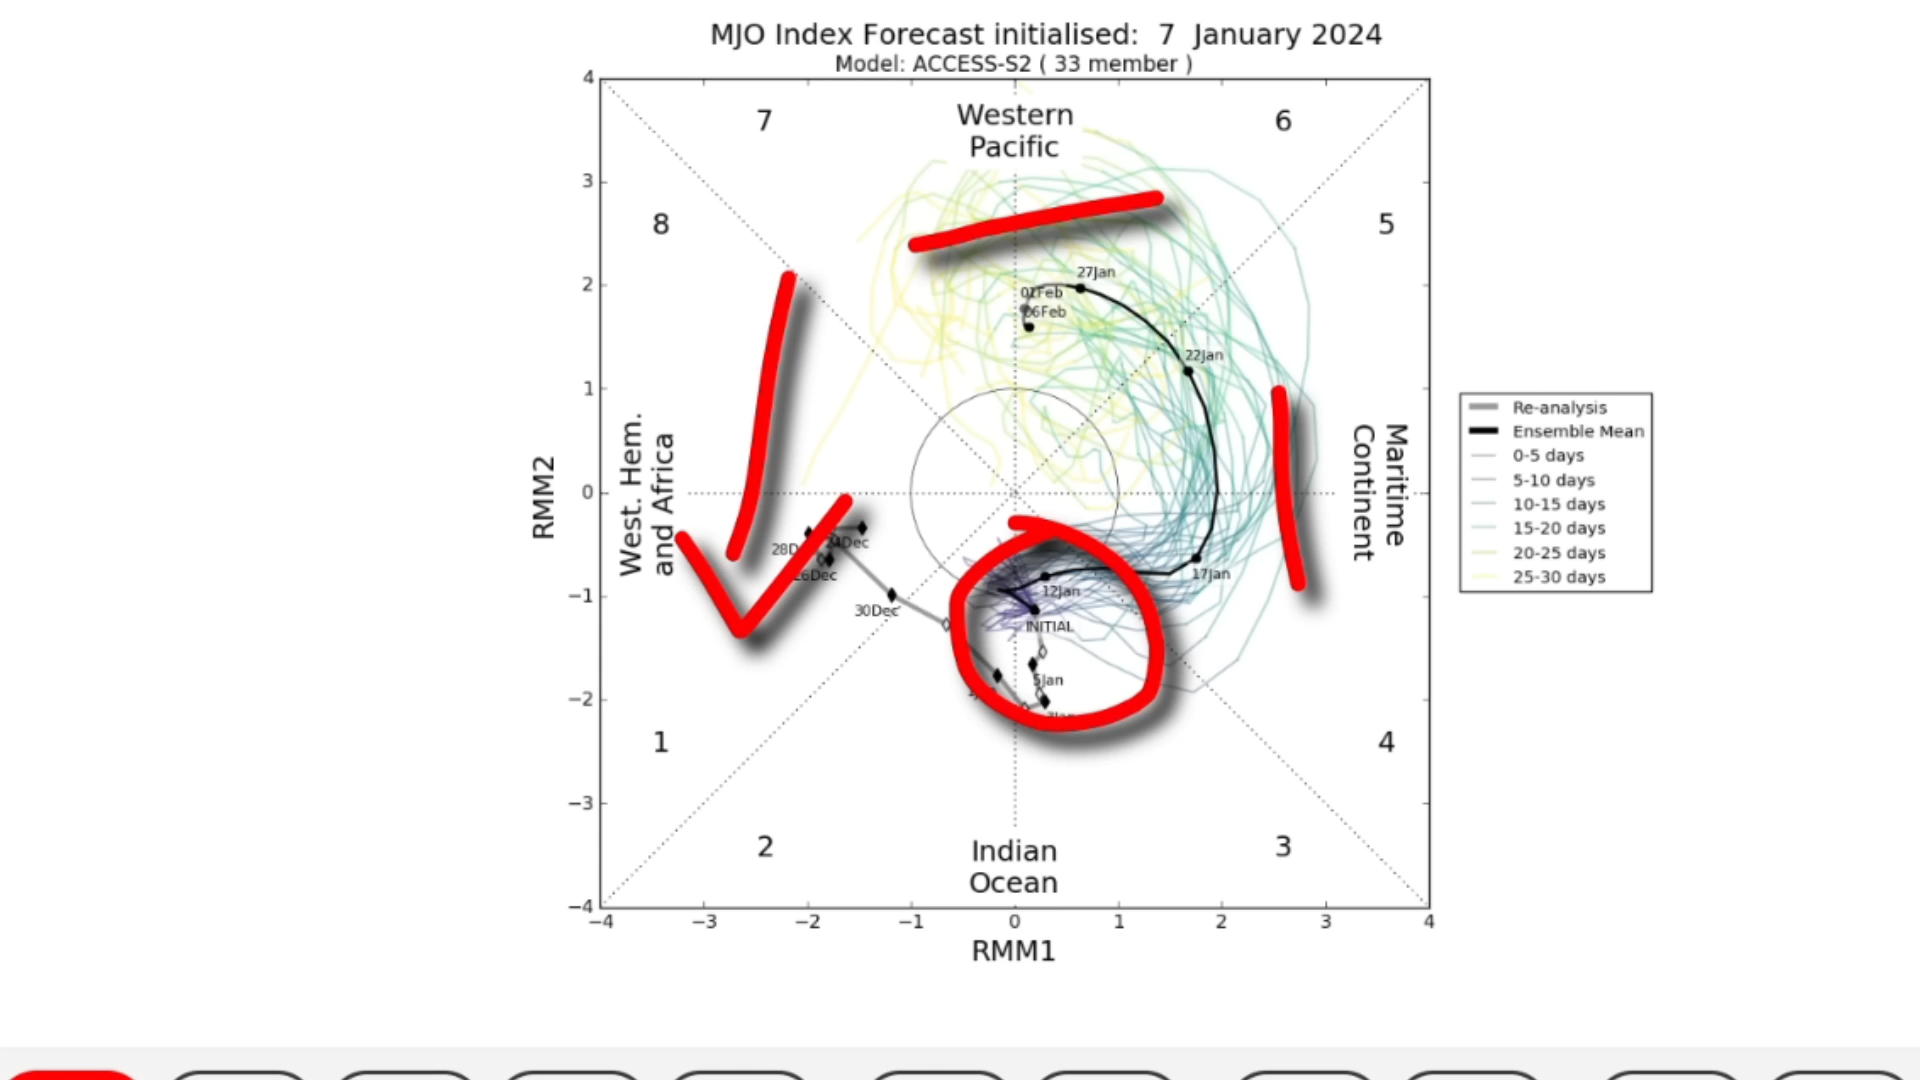 MJO Index Forecast initialised: 7 January 2024
Model: ACCESS-S2 ( 33 member )
4
3
2
1
0
−1
−2
−3
−4
RMM2
7
Western
Pacific
6
8
5
27Jan
01Feb
06Feb
22Jan
West. Hem.
and Africa
Maritime
Continent
24Dec
26Dec
30Dec
12Jan
17Jan
INITIAL
5Jan
1
4
2
3
Indian
Ocean
−4
−3
−2
−1
0
1
2
3
4
RMM1
Re-analysis
Ensemble Mean
0-5 days
5-10 days
10-15 days
15-20 days
20-25 days
25-30 days